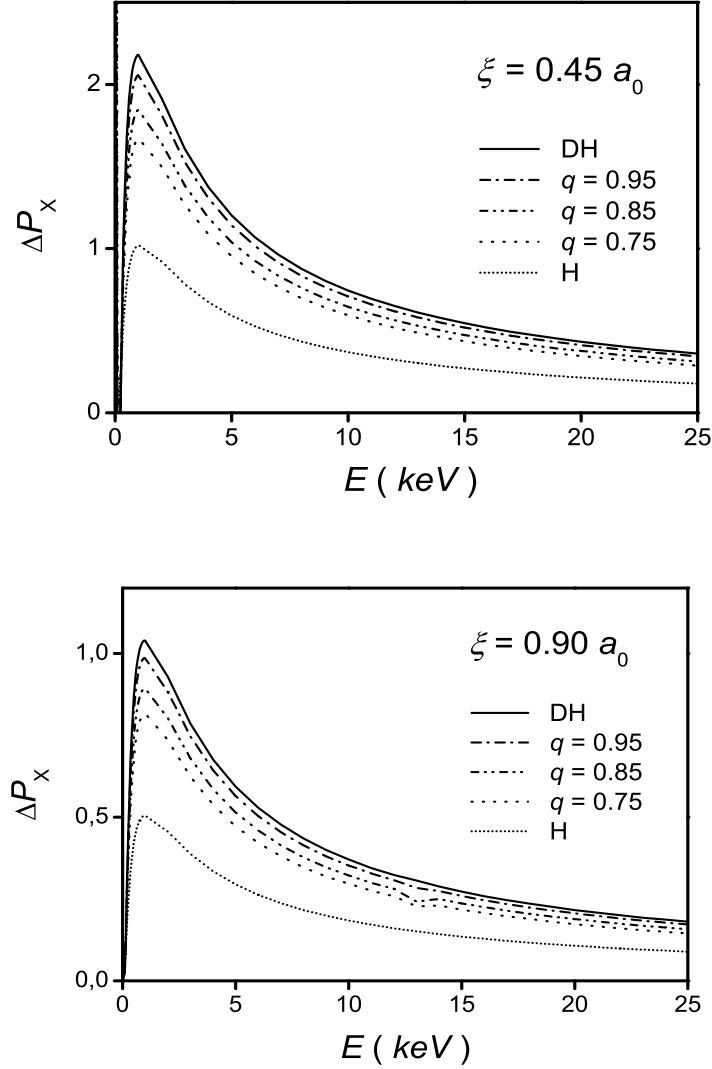 ξ = 0.45 a0
2
DH
q = 0.95
q = 0.85
q = 0.75
H
ΔPX
1
0
0 5 10 15 20 25
E ( keV )
ξ = 0.90 a0
1,0
DH
q = 0.95
q = 0.85
q = 0.75
H
ΔPX
0,5
0,0
0 5 10 15 20 25
E ( keV )